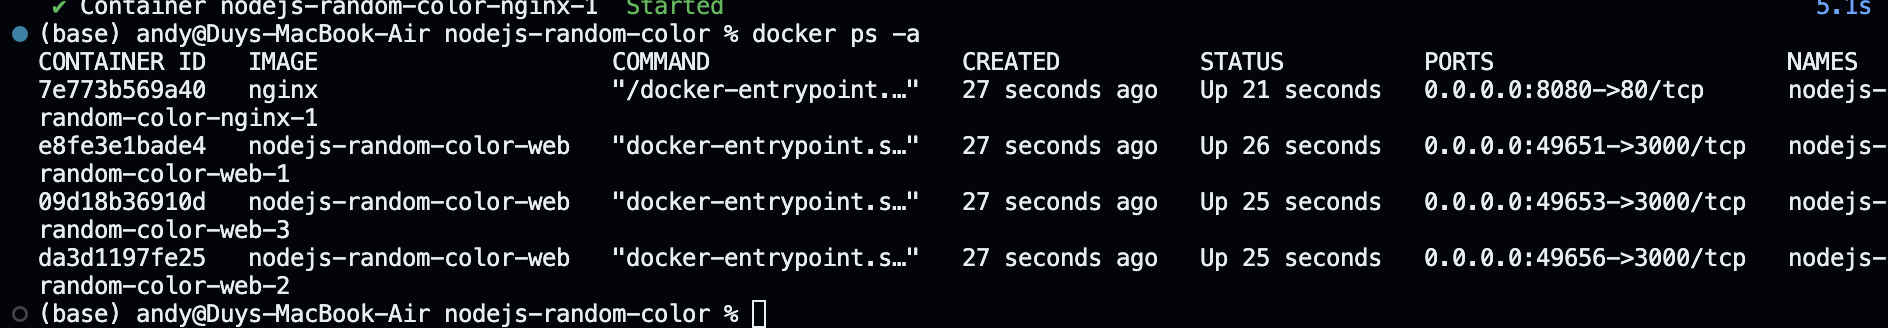 ✔ Container nodejs-random-color-nginx-1  Started  5.1s
(base) andy@Duys-MacBook-Air nodejs-random-color % docker ps -a
CONTAINER ID   IMAGE                     COMMAND                  CREATED          STATUS          PORTS                     NAMES
7e773b569a40   nginx                     "/docker-entrypoint.…"   27 seconds ago   Up 21 seconds   0.0.0.0:8080->80/tcp      nodejs-
random-color-nginx-1
e8fe3e1bade4   nodejs-random-color-web   "docker-entrypoint.s…"   27 seconds ago   Up 26 seconds   0.0.0.0:49651->3000/tcp   nodejs-
random-color-web-1
09d18b36910d   nodejs-random-color-web   "docker-entrypoint.s…"   27 seconds ago   Up 25 seconds   0.0.0.0:49653->3000/tcp   nodejs-
random-color-web-3
da3d1197fe25   nodejs-random-color-web   "docker-entrypoint.s…"   27 seconds ago   Up 25 seconds   0.0.0.0:49656->3000/tcp   nodejs-
random-color-web-2
(base) andy@Duys-MacBook-Air nodejs-random-color %